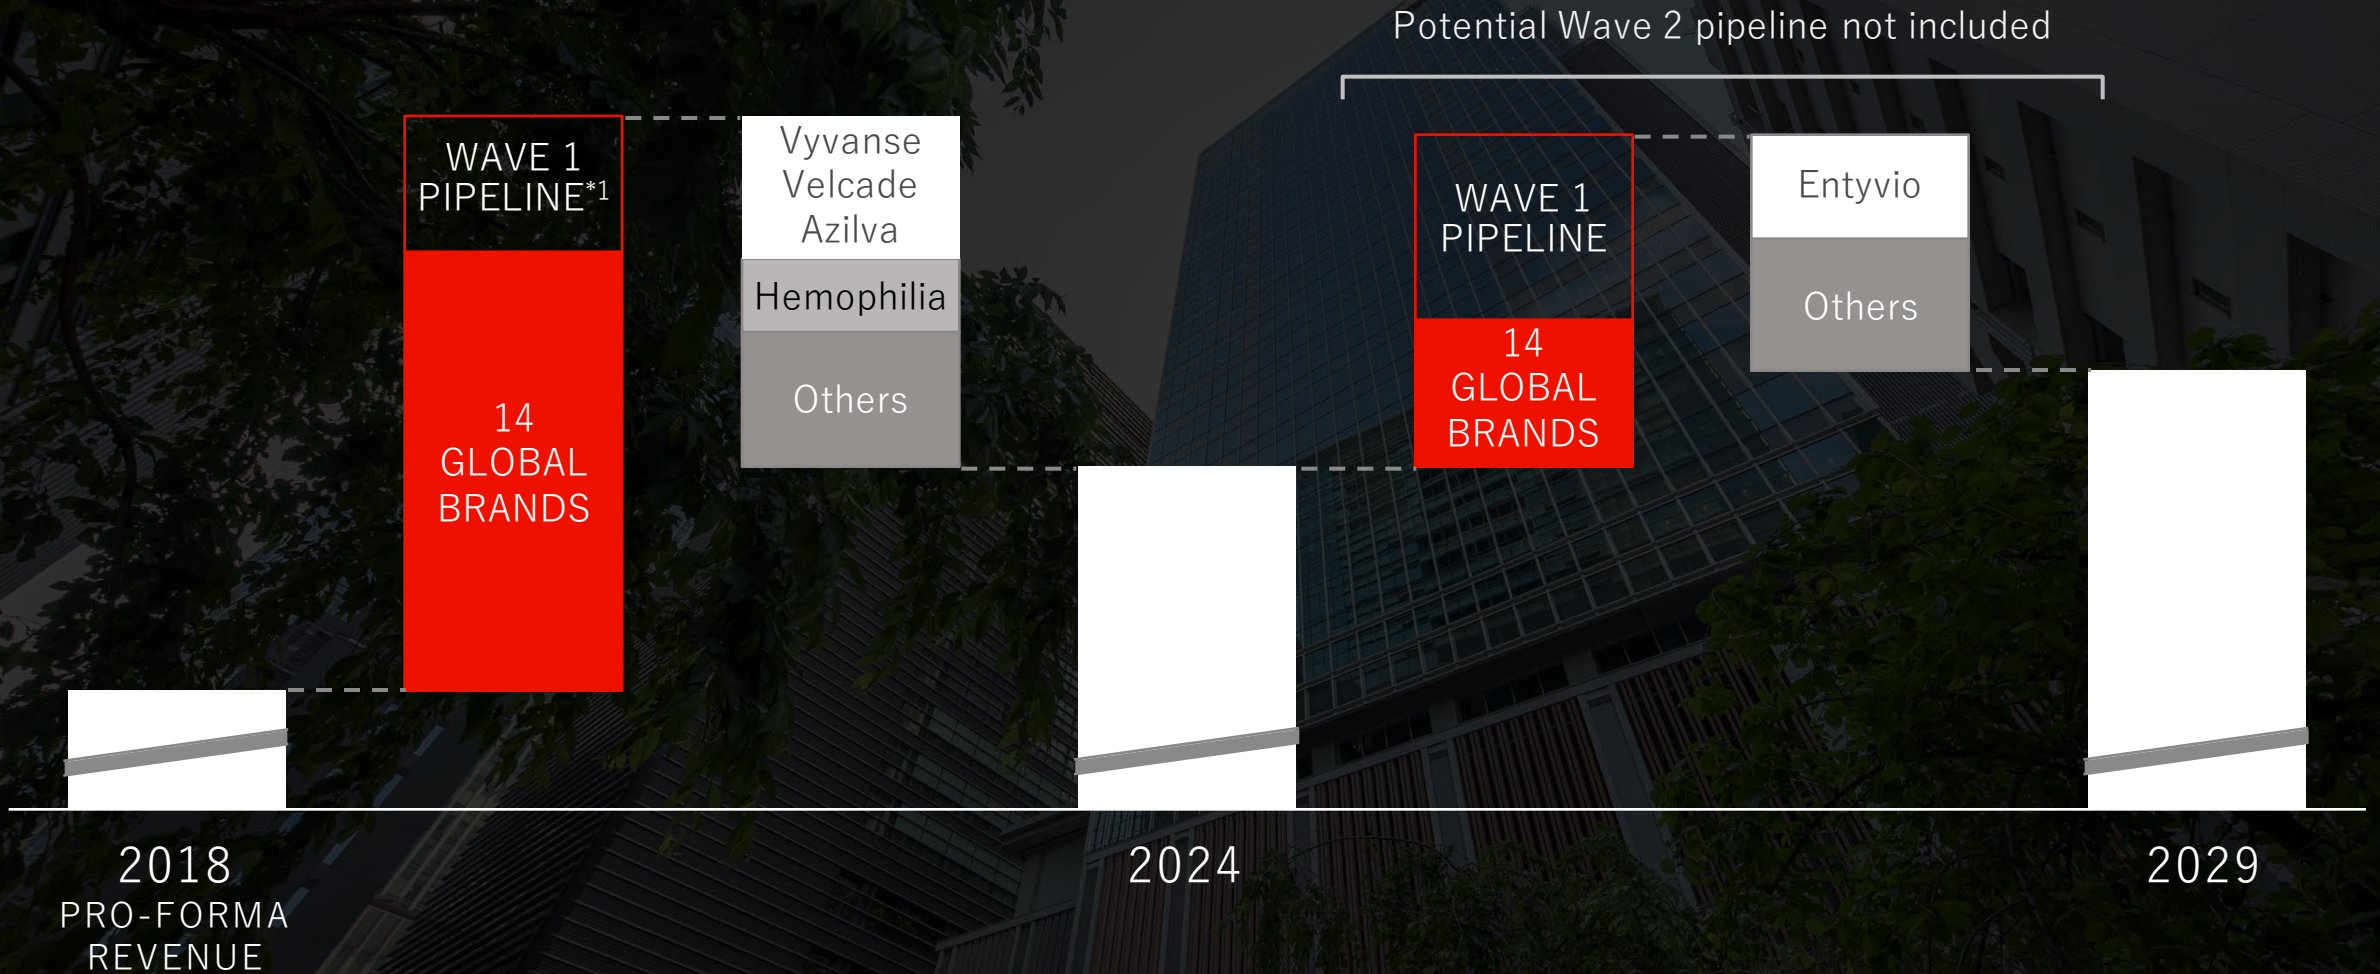 Potential Wave 2 pipeline not included
WAVE 1
PIPELINE*1
14
GLOBAL
BRANDS
Vyvanse
Velcade
Azilva
Hemophilia
Others
WAVE 1
PIPELINE
14
GLOBAL
BRANDS
Entyvio
Others
2018
PRO-FORMA
REVENUE
2024
2029